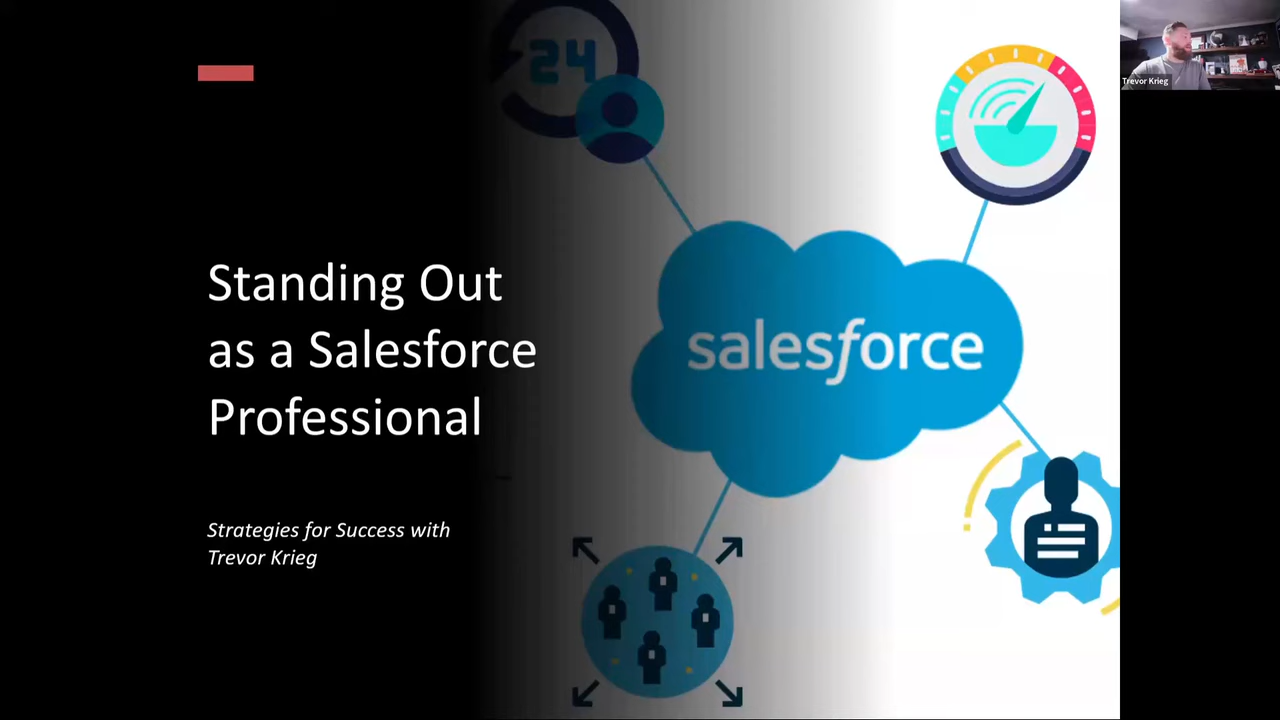 24
Trevor Krieg
Standing Out
as a Salesforce
Professional
salesforce
Strategies for Success with
Trevor Krieg